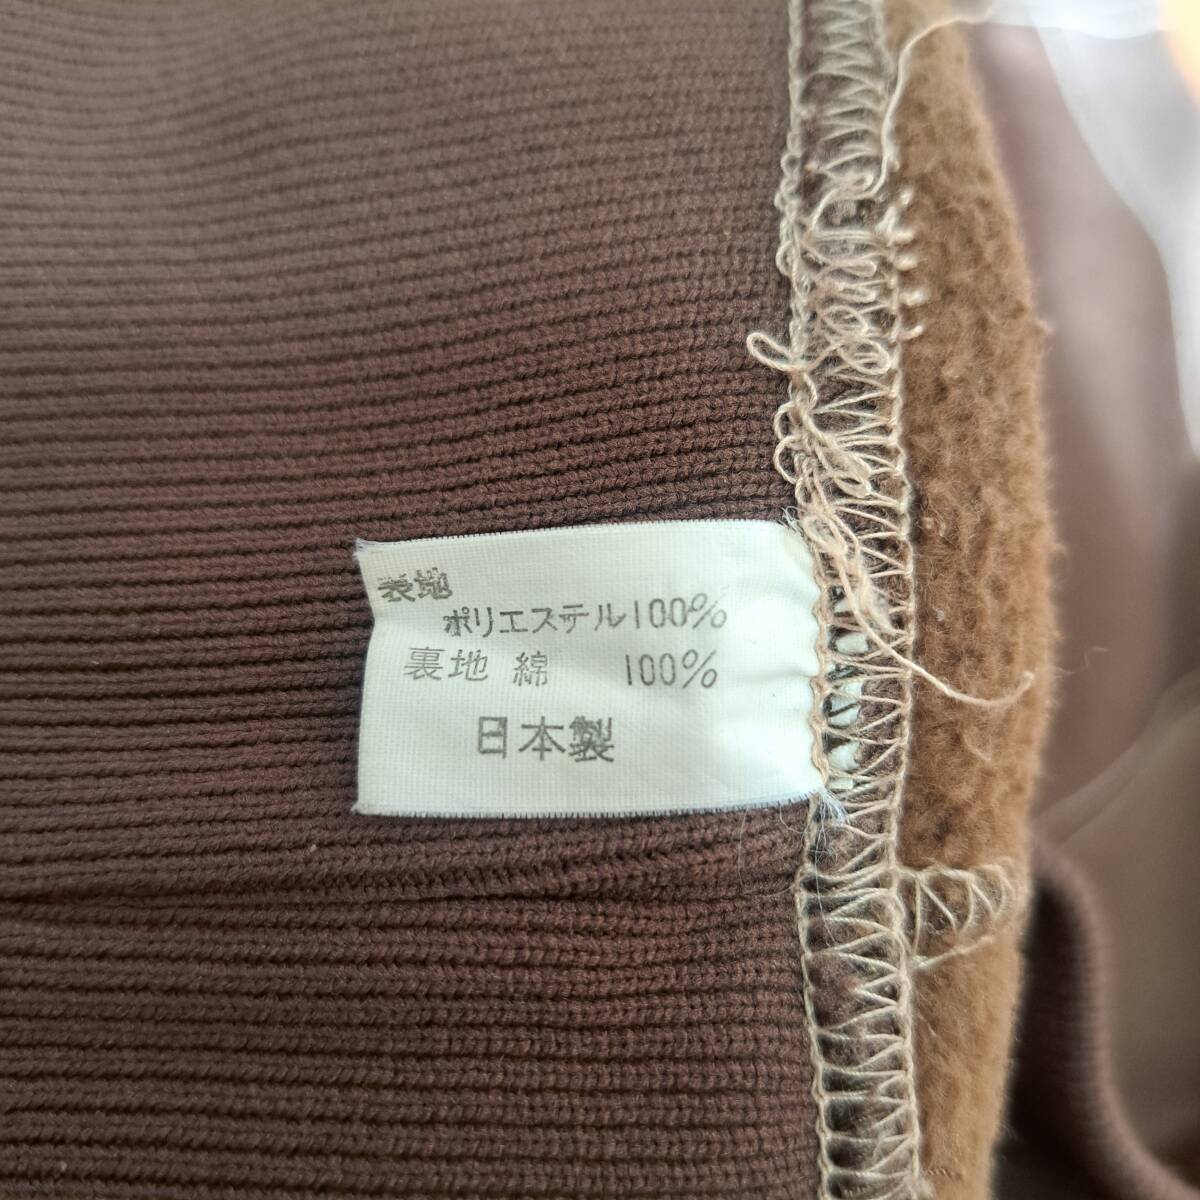 表地
ポリエステル100%
裏地 綿 100%
日本製